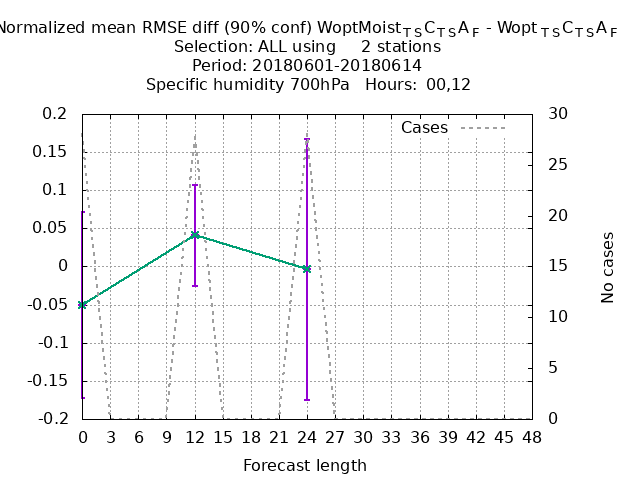 Normalized mean RMSE diff (90% conf) WoptMoist_TSC_TSA_F - Wopt_TSC_TSA_F
Selection: ALL using 2 stations
Period: 20180601-20180614
Specific humidity 700hPa Hours: 00,12
Cases
0.2
0.15
0.1
0.05
0
-0.05
-0.1
-0.15
-0.2
30
25
20
15
10
5
0
No cases
0 3 6 9 12 15 18 21 24 27 30 33 36 39 42 45 48
Forecast length